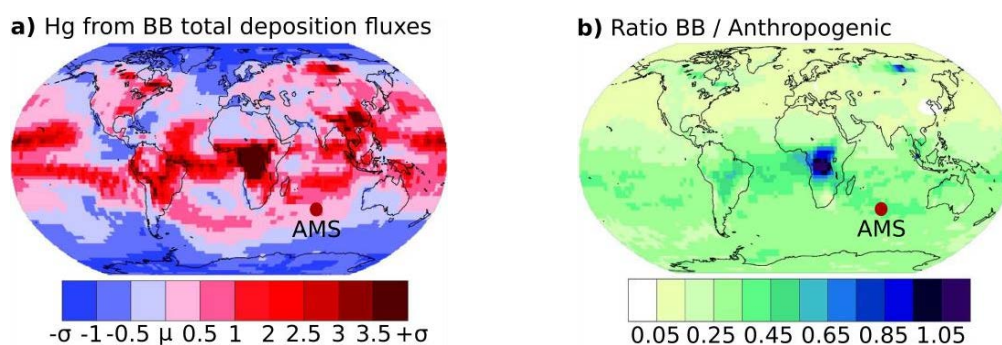 a) Hg from BB total deposition fluxes
AMS
-σ -1 -0.5 μ 0.5 1 2 2.5 3 3.5 +σ
b) Ratio BB / Anthropogenic
AMS
0.05 0.25 0.45 0.65 0.85 1.05